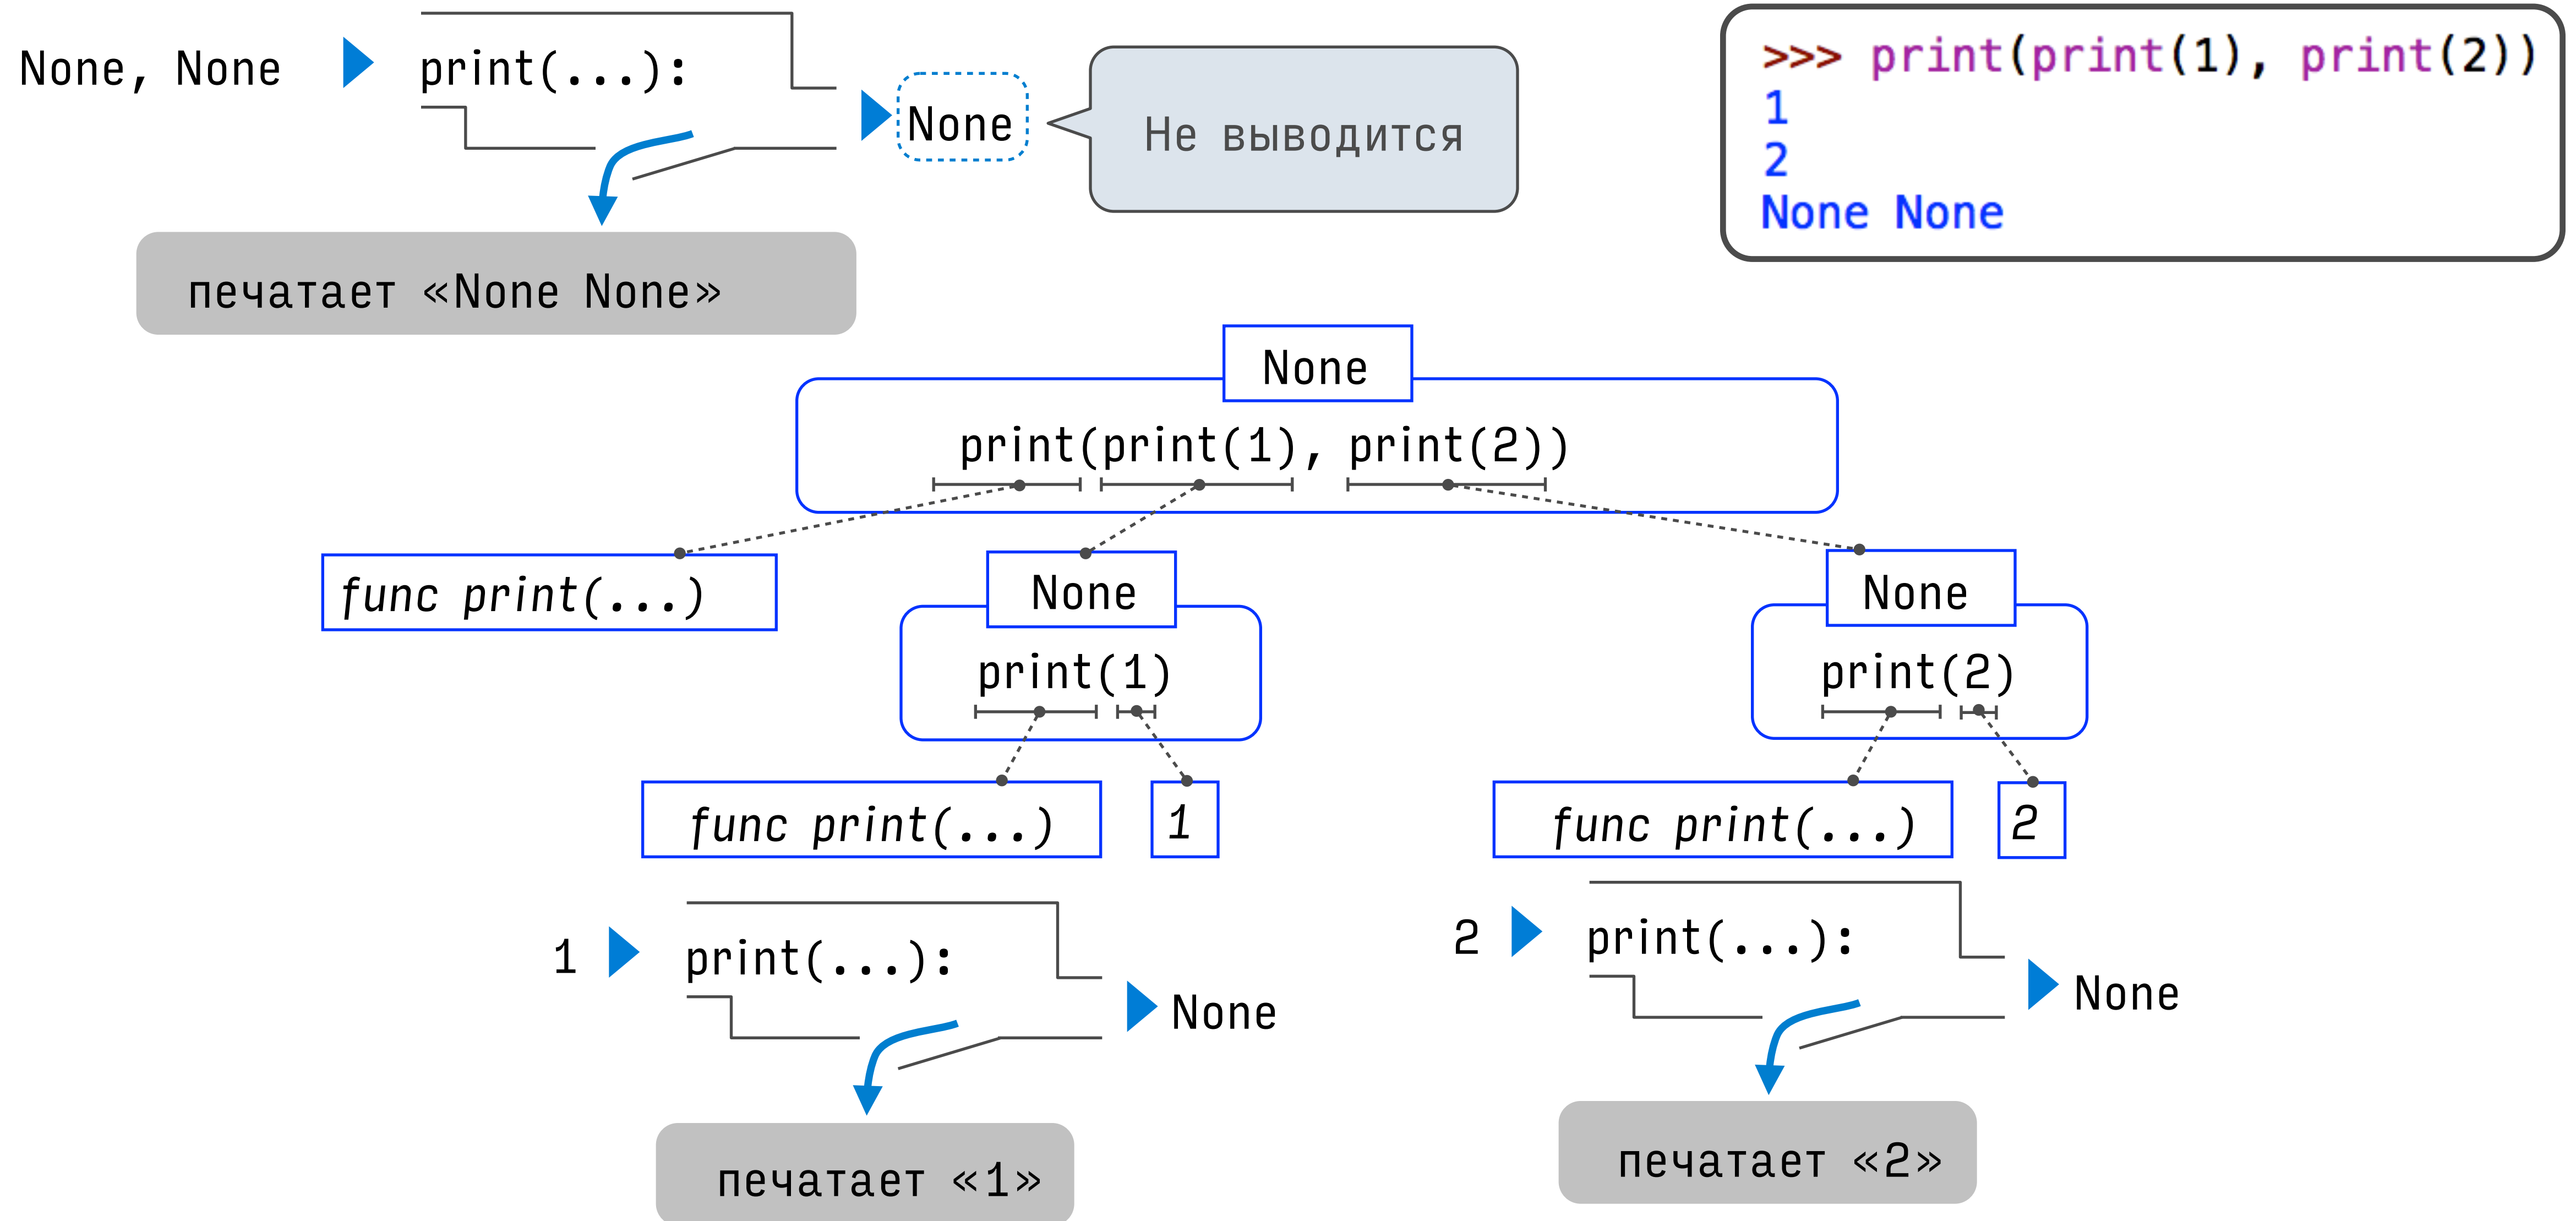 None, None
print(...):
None
Не выводится
печатает «None None»
>>> print(print(1), print(2))
1
2
None None
None
print(print(1), print(2))
func print(...)
None
print(1)
None
print(2)
func print(...)
1
func print(...)
2
1
print(...):
None
печатает «1»
2
print(...):
None
печатает «2»